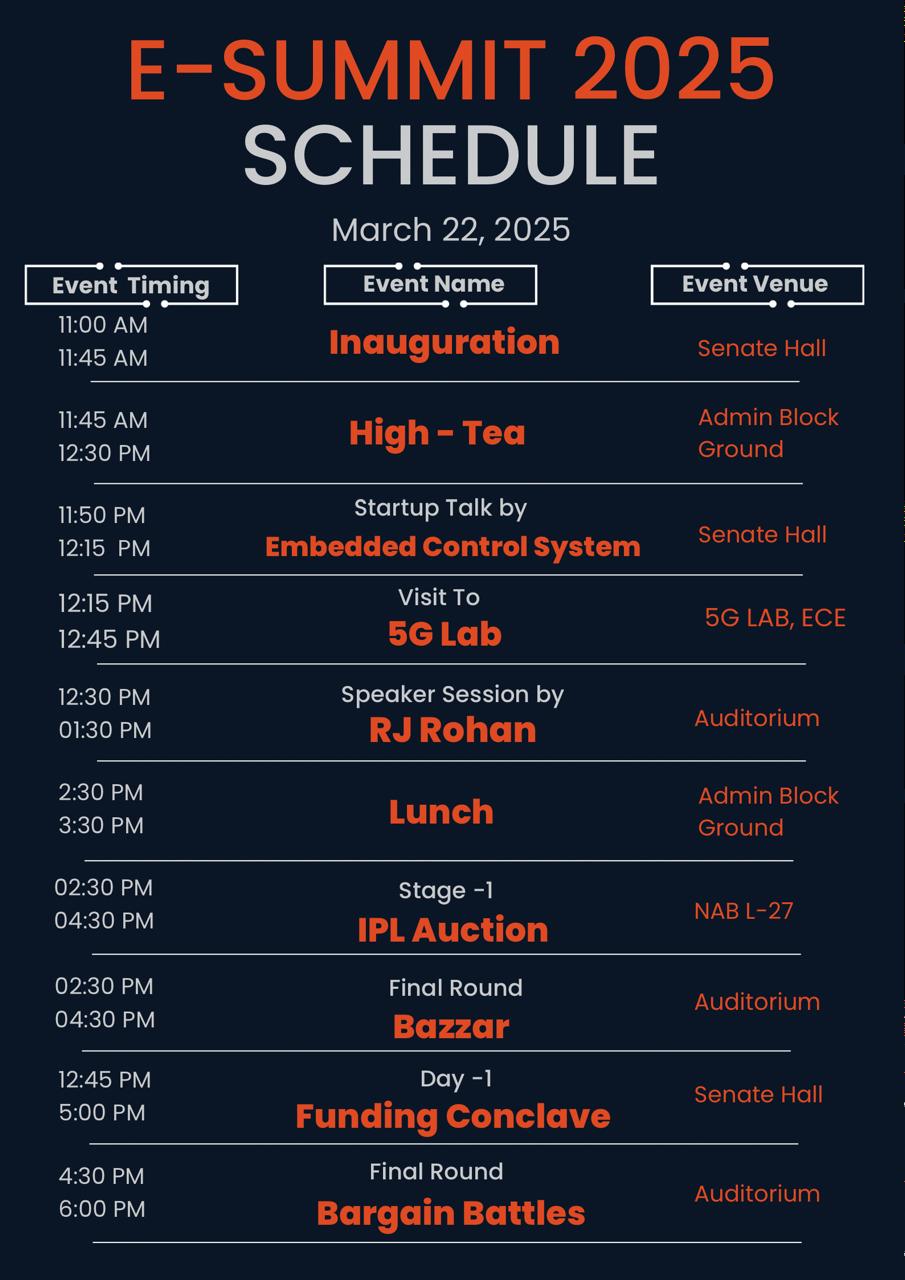 E-SUMMIT 2025
SCHEDULE
March 22, 2025
Event Timing
Event Name
Event Venue
11:00 AM
11:45 AM
Inauguration
Senate Hall
11:45 AM
12:30 PM
High - Tea
Admin Block
Ground
11:50 PM
12:15 PM
Startup Talk by
Embedded Control System
Senate Hall
12:15 PM
12:45 PM
Visit To
5G Lab
5G LAB, ECE
12:30 PM
01:30 PM
Speaker Session by
RJ Rohan
Auditorium
2:30 PM
3:30 PM
Lunch
Admin Block
Ground
02:30 PM
04:30 PM
Stage -1
IPL Auction
NAB L-27
02:30 PM
04:30 PM
Final Round
Bazzar
Auditorium
12:45 PM
5:00 PM
Day -1
Funding Conclave
Senate Hall
4:30 PM
6:00 PM
Final Round
Bargain Battles
Auditorium